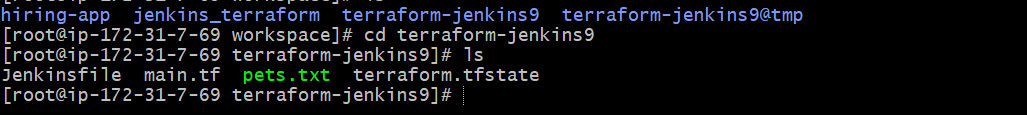 hiring-app  jenkins_terraform  terraform-jenkins9  terraform-jenkins9@tmp
[root@ip-172-31-7-69 workspace]# cd terraform-jenkins9
[root@ip-172-31-7-69 terraform-jenkins9]# ls
Jenkinsfile  main.tf  pets.txt  terraform.tfstate
[root@ip-172-31-7-69 terraform-jenkins9]#